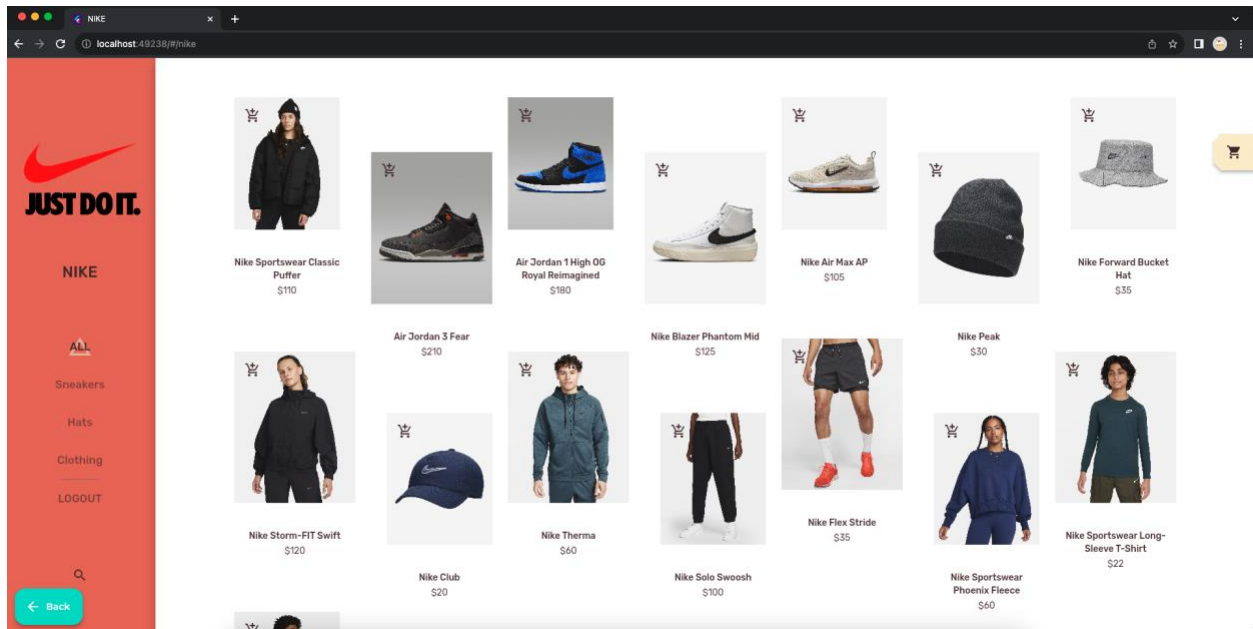 NIKE
localhost:49238/#/nike
JUST DO IT.
NIKE
ALL
Sneakers
Hats
Clothing
LOGOUT
Back
Nike Sportswear Classic
Puffer
$110
Air Jordan 3 Fear
$210
Air Jordan 1 High OG
Royal Reimagined
$180
Nike Blazer Phantom Mid
$125
Nike Air Max AP
$105
Nike Peak
$30
Nike Forward Bucket
Hat
$35
Nike Storm-FIT Swift
$120
Nike Club
$20
Nike Therma
$60
Nike Solo Swoosh
$100
Nike Flex Stride
$35
Nike Sportswear
Phoenix Fleece
$60
Nike Sportswear Long-
Sleeve T-Shirt
$22